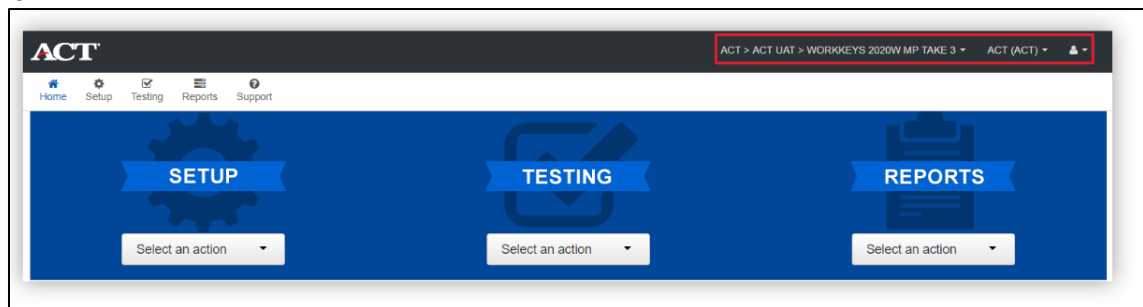 ACT
ACT > ACT UAT > WORKKEYS 2020W MP TAKE 3 ACT (ACT)
Home Setup Testing Reports Support
SETUP TESTING REPORTS
Select an action Select an action Select an action